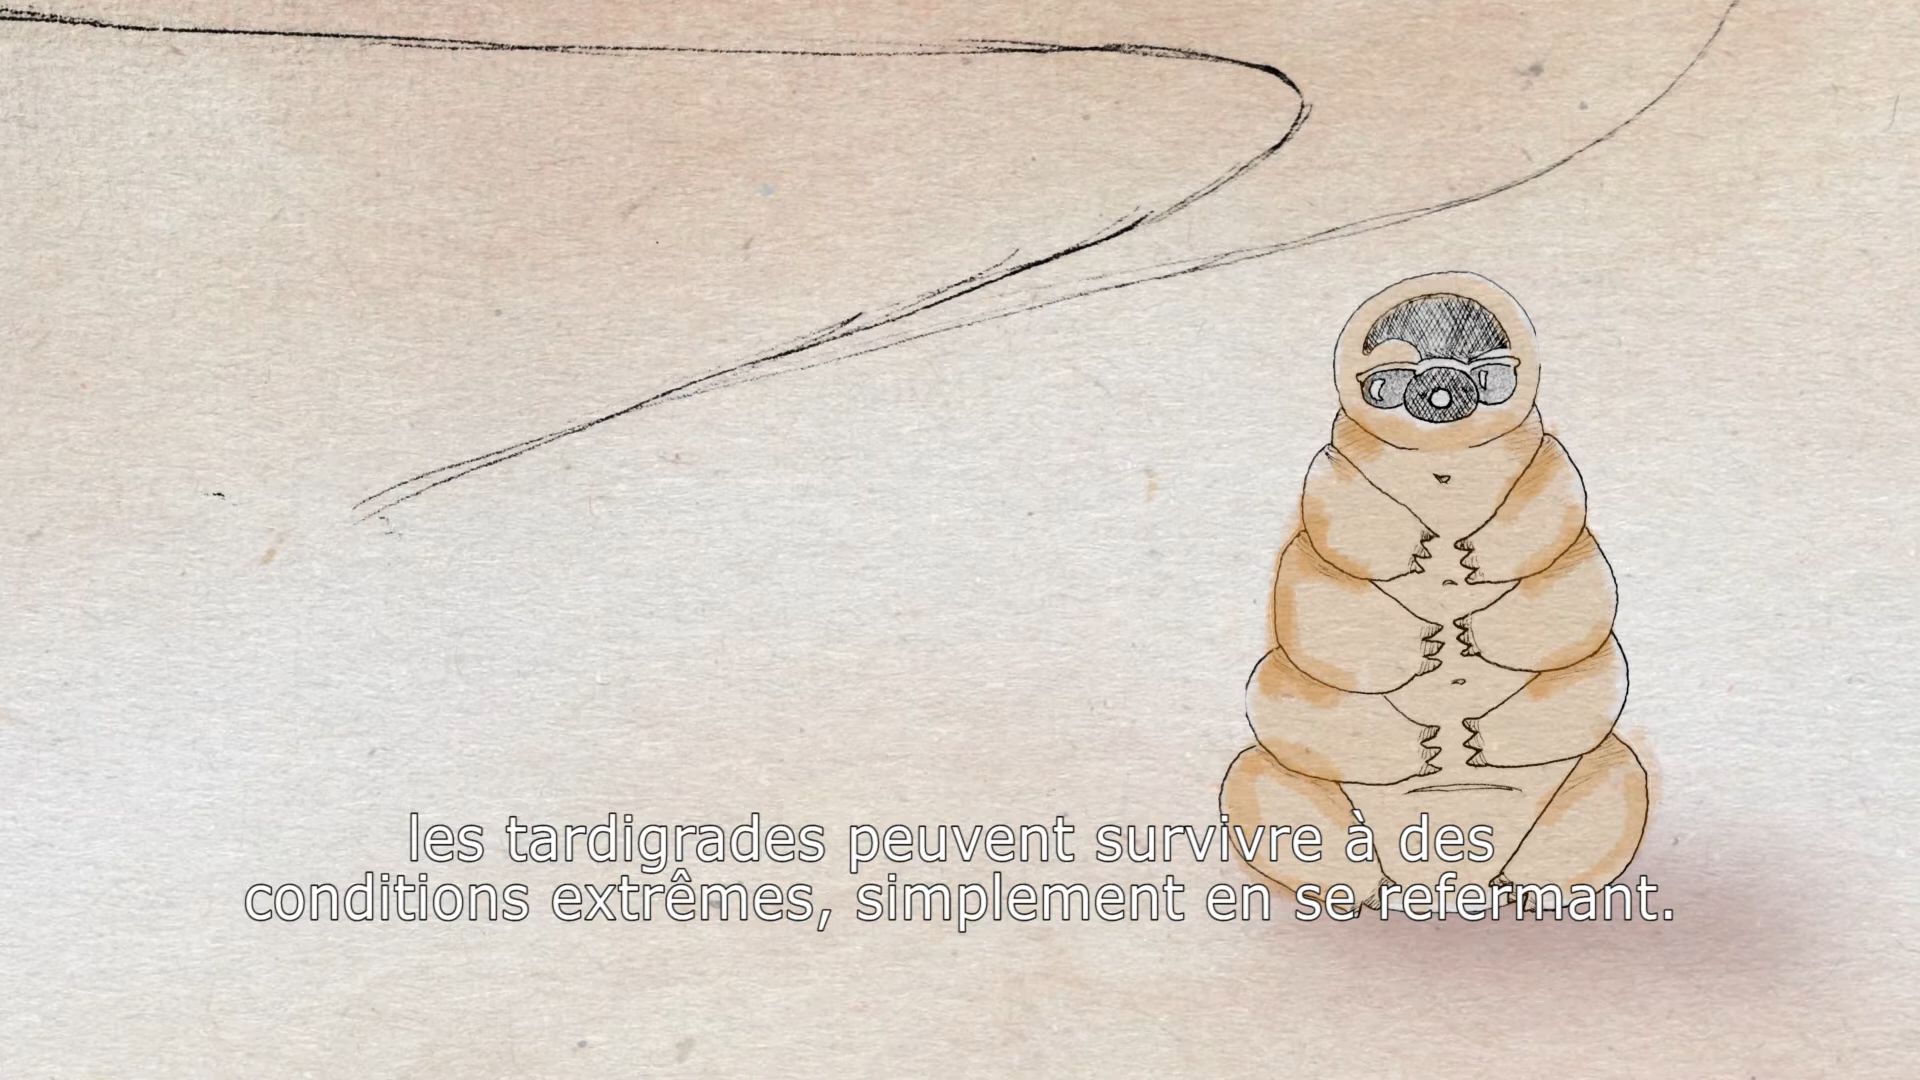 les tardigrades peuvent survivre à des
conditions extrêmes, simplement en se refermant.